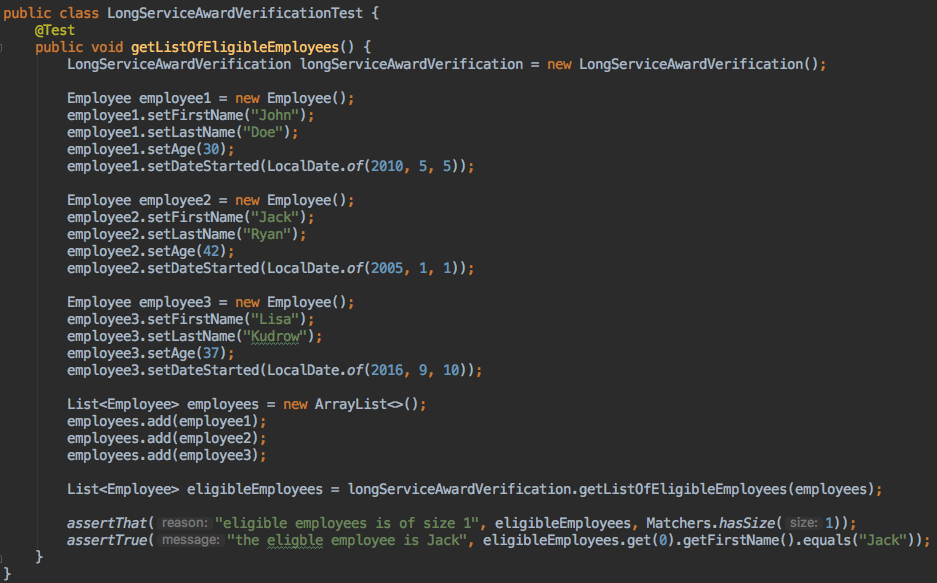 public class LongServiceAwardVerificationTest {
@Test
public void getListOfEligibleEmployees() {
LongServiceAwardVerification longServiceAwardVerification = new LongServiceAwardVerification();
Employee employee1 = new Employee();
employee1.setFirstName("John");
employee1.setLastName("Doe");
employee1.setAge(30);
employee1.setDateStarted(LocalDate.of(2010, 5, 5));
Employee employee2 = new Employee();
employee2.setFirstName("Jack");
employee2.setLastName("Ryan");
employee2.setAge(42);
employee2.setDateStarted(LocalDate.of(2005, 1, 1));
Employee employee3 = new Employee();
employee3.setFirstName("Lisa");
employee3.setLastName("Kudrow");
employee3.setAge(37);
employee3.setDateStarted(LocalDate.of(2016, 9, 10));
List<Employee> employees = new ArrayList<>();
employees.add(employee1);
employees.add(employee2);
employees.add(employee3);
List<Employee> eligibleEmployees = longServiceAwardVerification.getListOfEligibleEmployees(employees);
assertThat( reason: "eligible employees is of size 1", eligibleEmployees, Matchers.hasSize( size: 1));
assertTrue( message: "the eligble employee is Jack", eligibleEmployees.get(0).getFirstName().equals("Jack"));
}
}